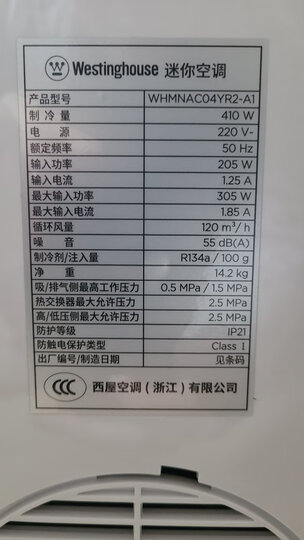 W Westinghouse 迷你空调
产品型号 WHMNAC04YR2-A1
制冷量 410 W
电源 220 V~
额定频率 50 Hz
输入功率 205 W
输入电流 1.25 A
最大输入功率 305 W
最大输入电流 1.85 A
循环风量 120 m³/ h
噪音 55 dB(A)
制冷剂/注入量 R134a / 100 g
净重 14.2 kg
吸/排气侧最高工作压力 0.5 MPa / 1.5 MPa
热交换器最大允许压力 2.5 MPa
高/低压侧最大允许压力 2.5 MPa
防护等级 IP21
防触电保护类型 Class I
出厂编号/制造日期 见条码
CCC 西屋空调（浙江）有限公司